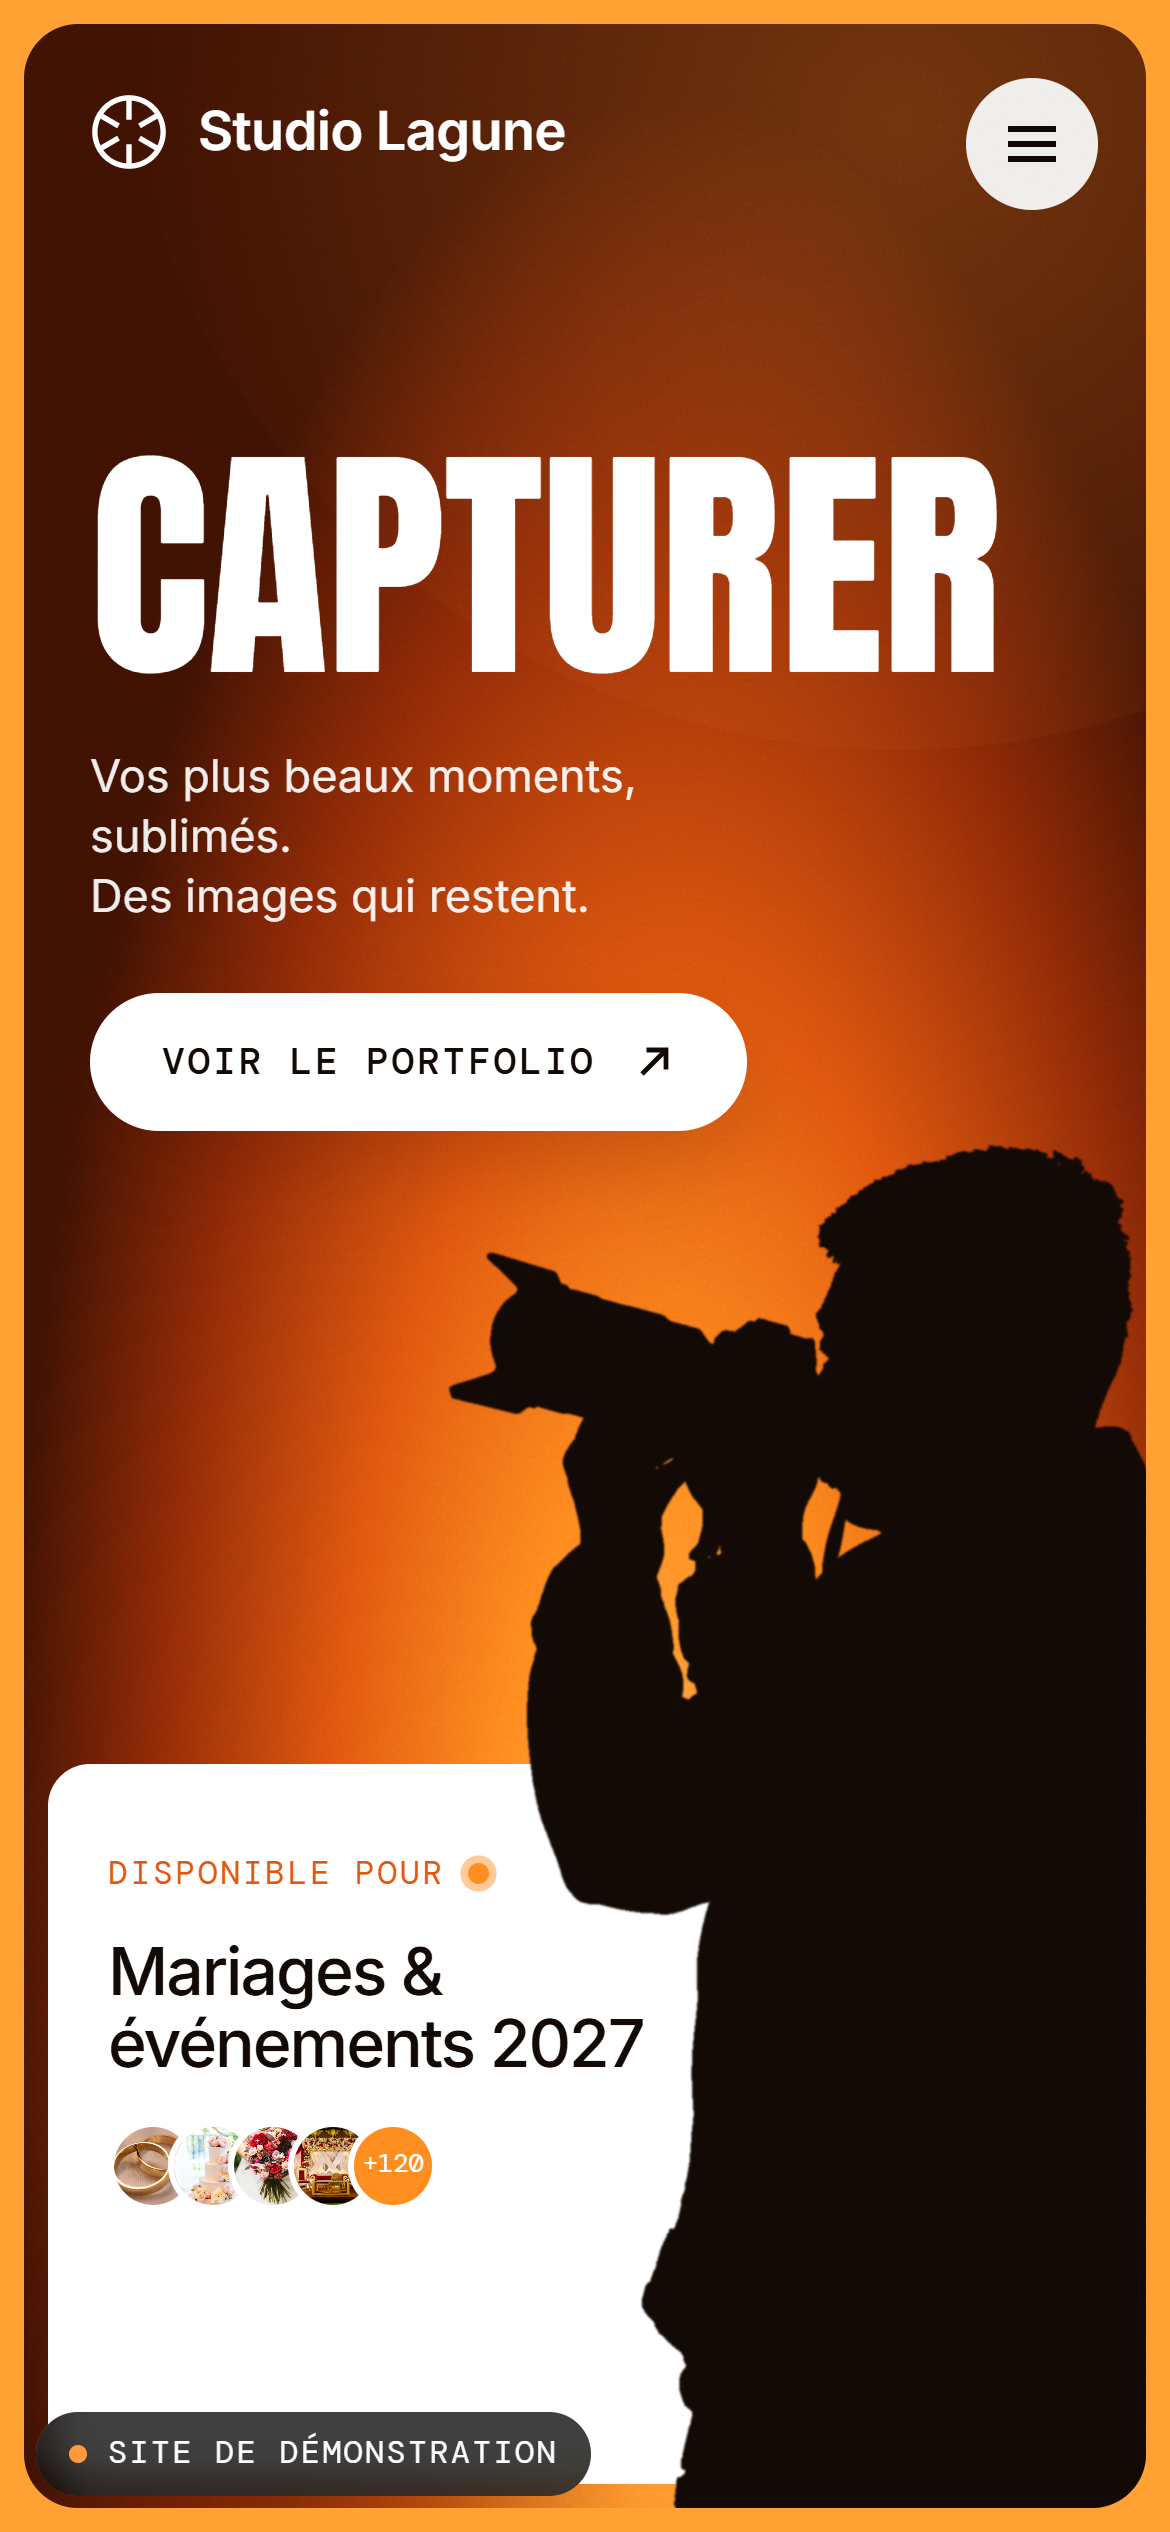 Studio Lagune
CAPTURER
Vos plus beaux moments,
sublimés.
Des images qui restent.
VOIR LE PORTFOLIO
DISPONIBLE POUR
Mariages &
événements 2027
+120
SITE DE DÉMONSTRATION